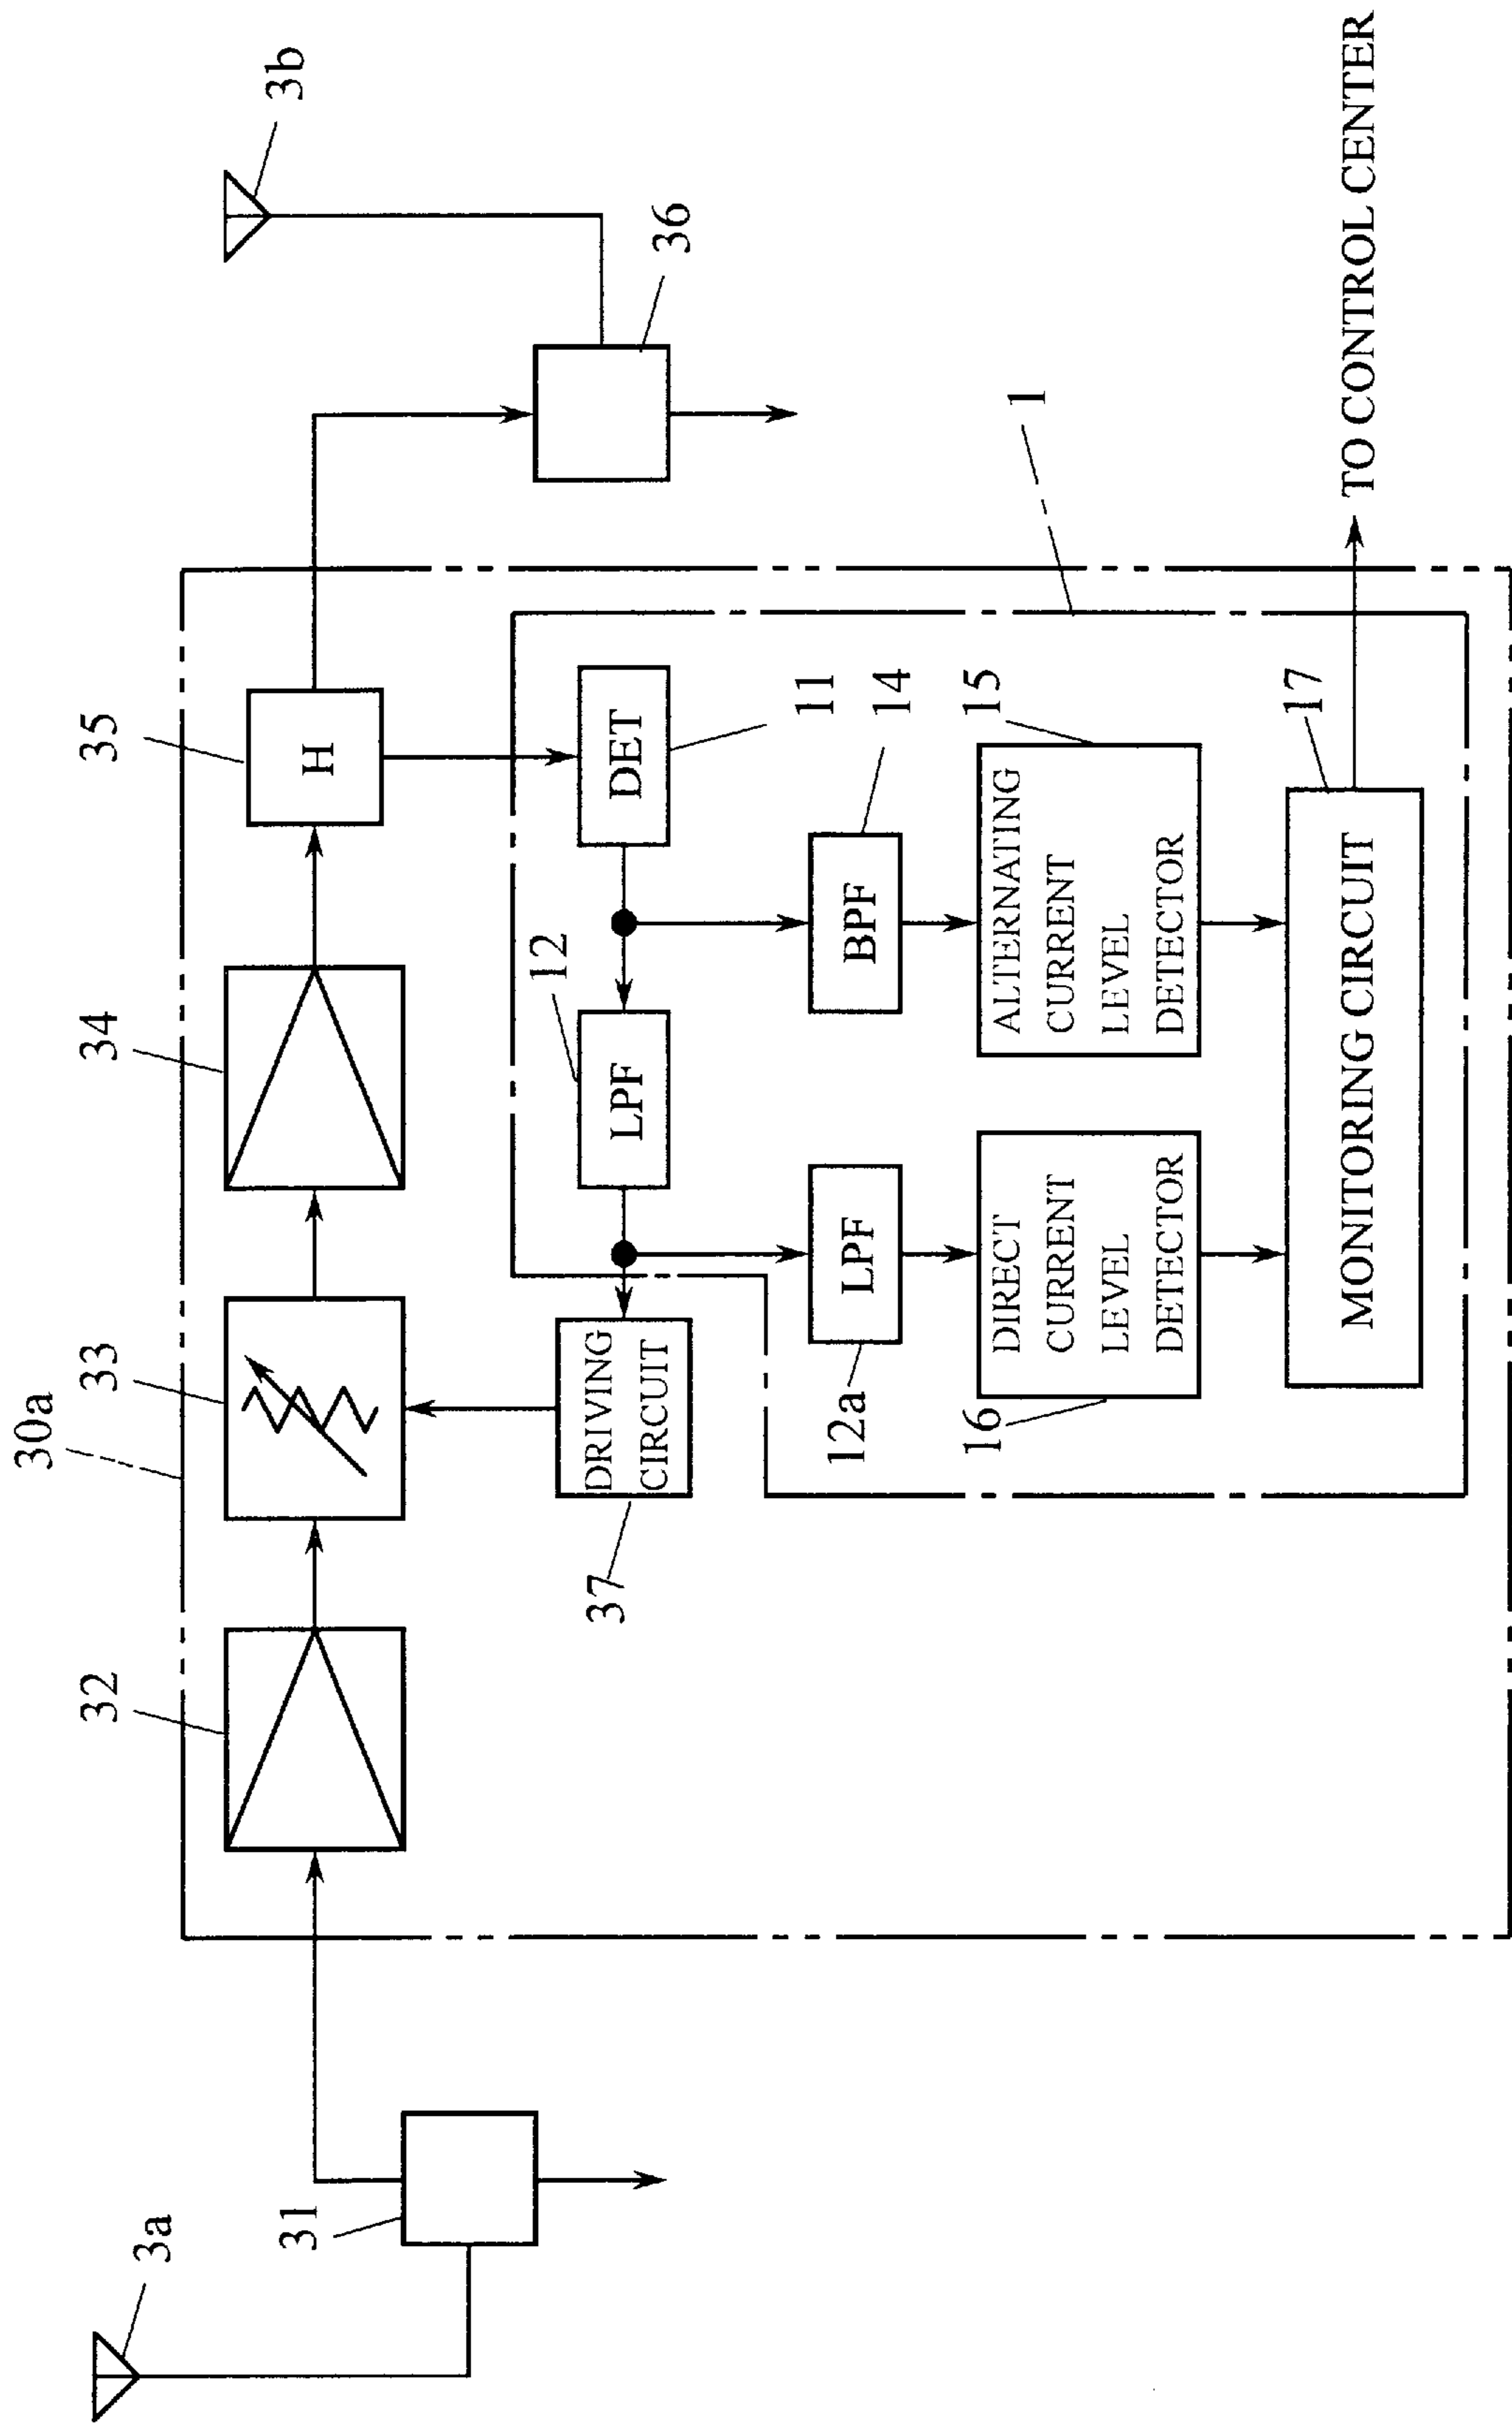 3a
31
30a
32
33
34
35
H
3b
36
37
DRIVING
CIRCUIT
12
LPF
DET
11
1
12a
LPF
BPF
14
16
DIRECT
CURRENT
LEVEL
DETECTOR
ALTERNATING
CURRENT
LEVEL
DETECTOR
15
MONITORING CIRCUIT
17
TO CONTROL CENTER